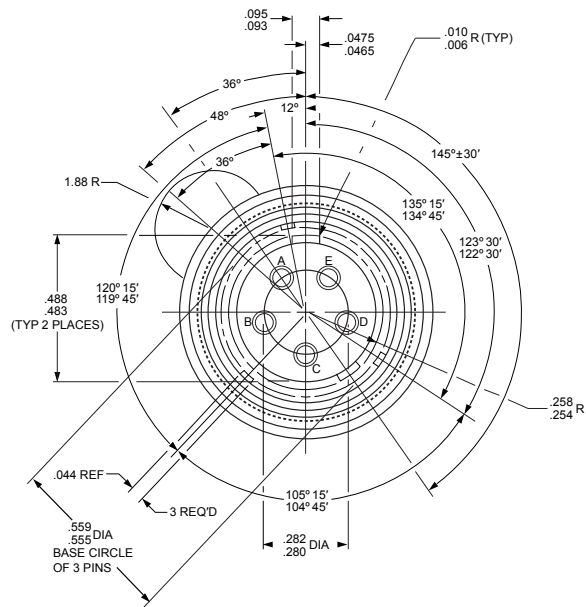 .095
.093
.0475
.0465
.010
.006 R (TYP)
36°
48°
12°
36°
145° ± 30′
1.88 R
135° 15′
134° 45′
123° 30′
122° 30′
A
E
B
D
C
.488
.483
(TYP 2 PLACES)
120° 15′
119° 45′
.258
.254 R
.044 REF
3 REQ'D
105° 15′
104° 45′
.559
.555 DIA
BASE CIRCLE
OF 3 PINS
.282
.280 DIA